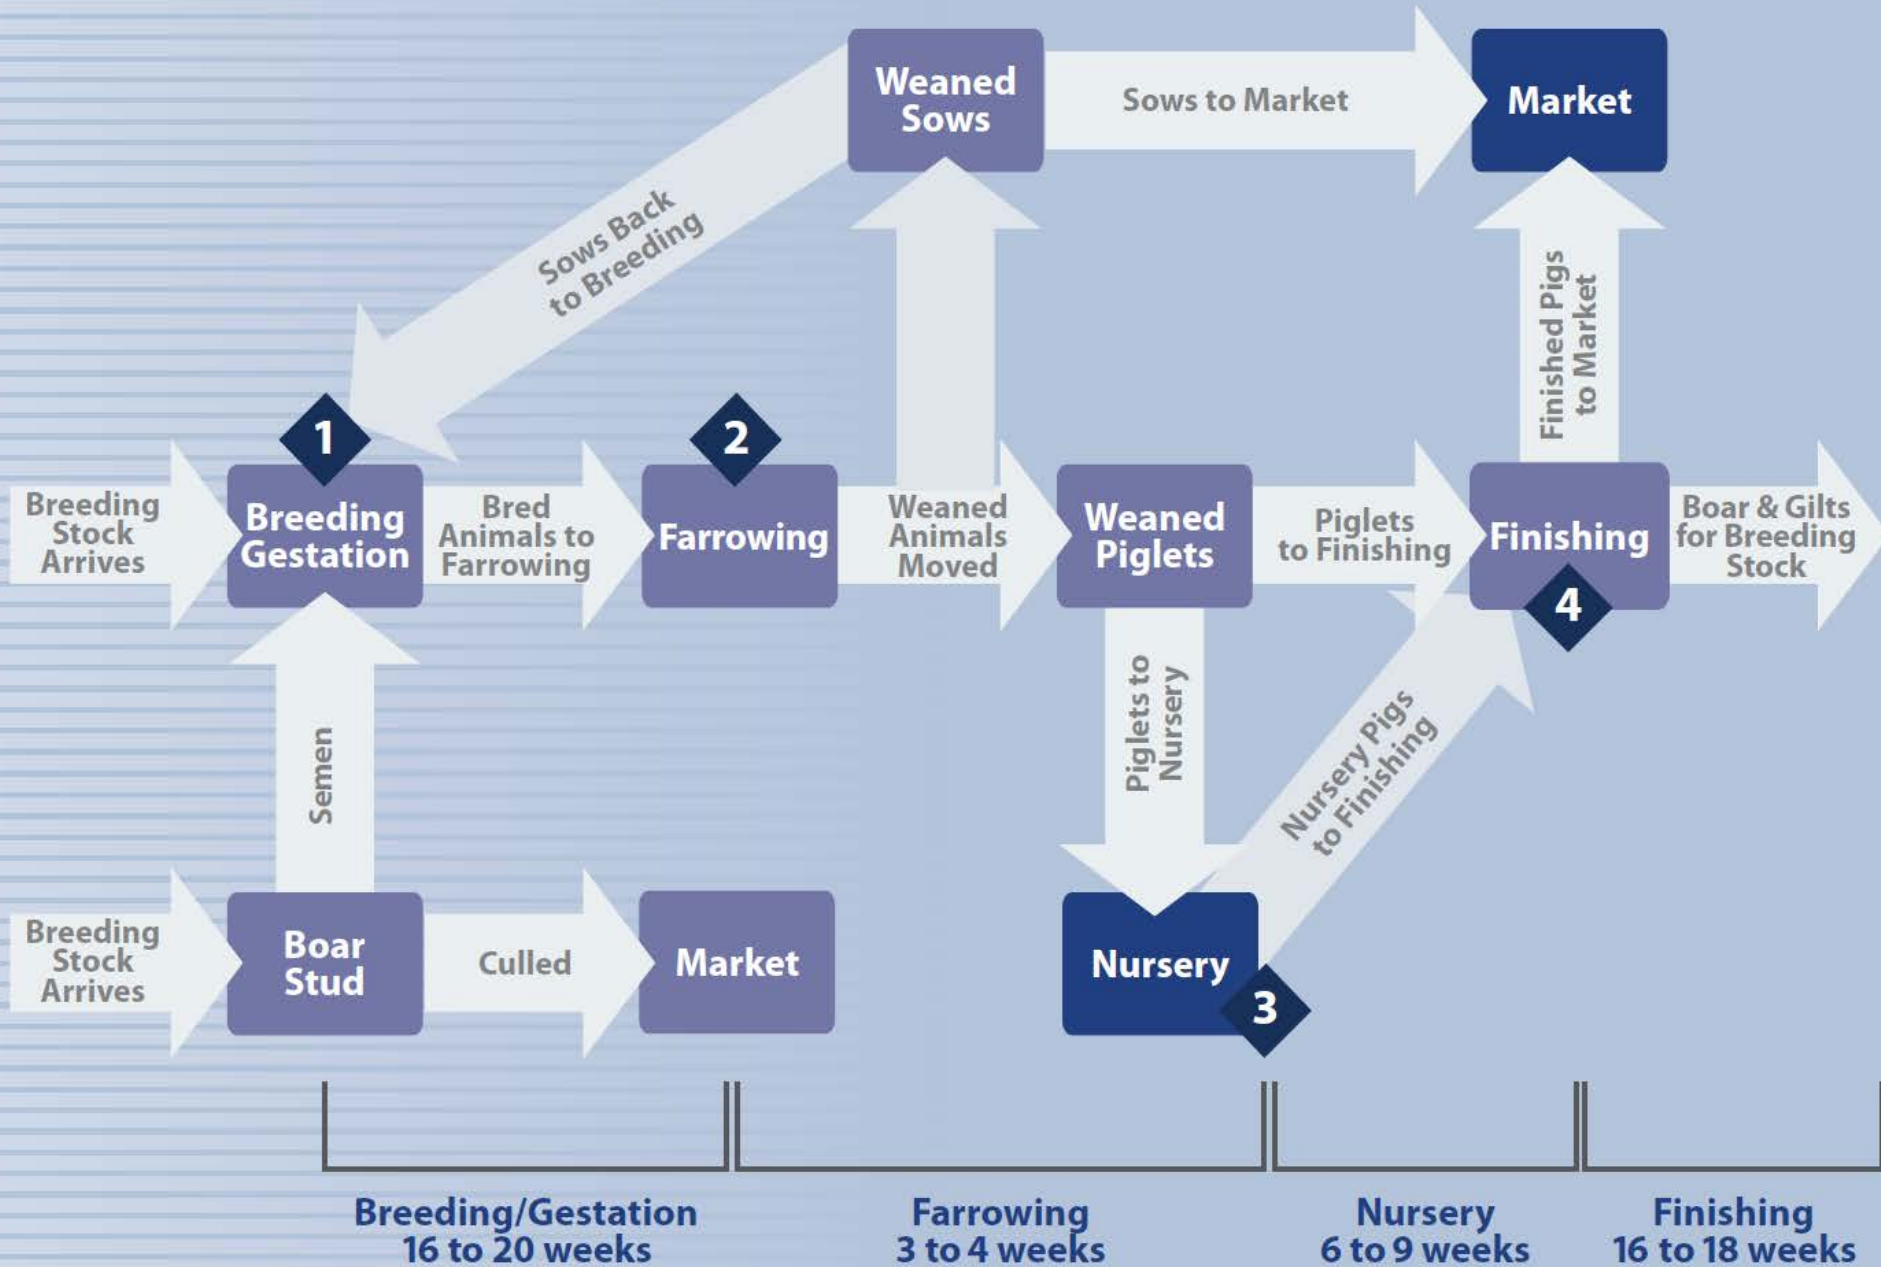 Weaned
Sows
Sows to Market
Market
Sows Back
to Breeding
Finished Pigs
to Market
1
2
Breeding
Stock
Arrives
Breeding
Gestation
Bred
Animals to
Farrowing
Farrowing
Weaned
Animals
Moved
Weaned
Piglets
Piglets
to Finishing
Finishing
4
Boar & Gilts
for Breeding
Stock
Semen
Piglets to
Nursery
Nursery Pigs
to Finishing
Breeding
Stock
Arrives
Boar
Stud
Culled
Market
Nursery
3
Breeding/Gestation
16 to 20 weeks
Farrowing
3 to 4 weeks
Nursery
6 to 9 weeks
Finishing
16 to 18 weeks